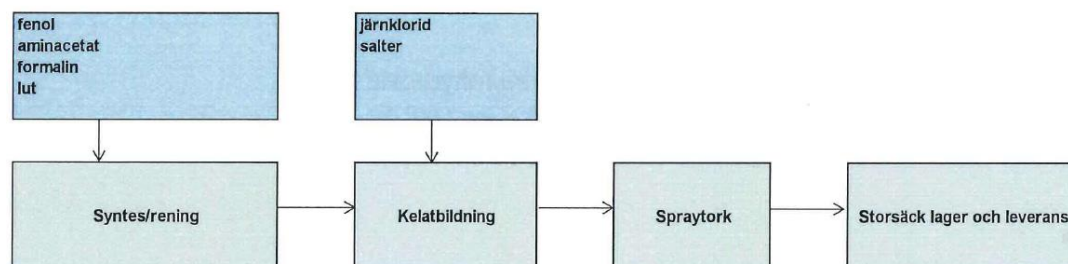 fenol
aminacetat
formalin
lut
järnklorid
salter
Syntes/rening
Kelatbildning
Spraytork
Storsäck lager och leverans